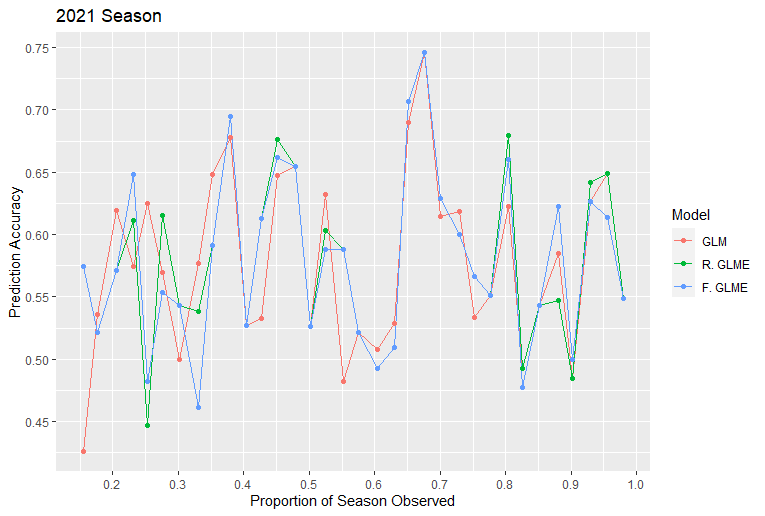 2021 Season
0.75
0.70
0.65
0.60
0.55
0.50
0.45
Prediction Accuracy
0.2 0.3 0.4 0.5 0.6 0.7 0.8 0.9 1.0
Proportion of Season Observed
Model
GLM
R. GLME
F. GLME